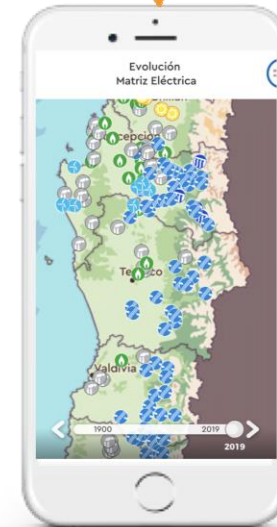 Evolución
Matriz Eléctrica
Temuco
Valdivia
1900
2019
2019